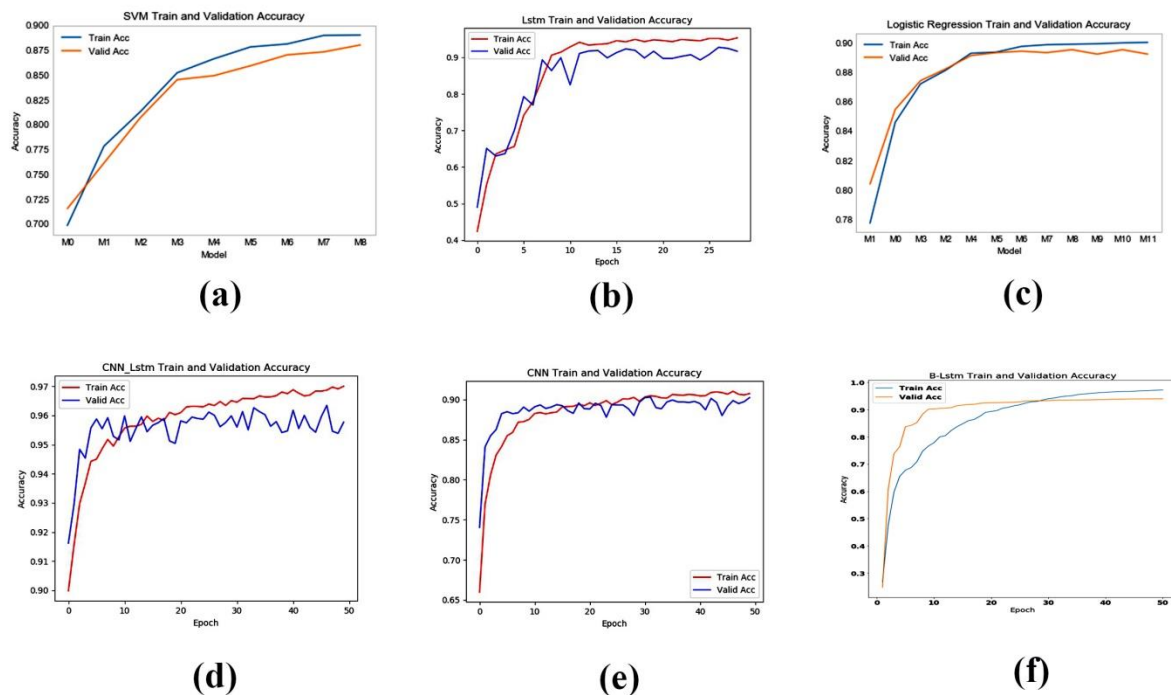 SVM Train and Validation Accuracy
Train Acc
Valid Acc
0.900
0.875
0.850
0.825
0.800
0.775
0.750
0.725
0.700
Accuracy
M0 M1 M2 M3 M4 M5 M6 M7 M8
Model
(a)
Lstm Train and Validation Accuracy
Train Acc
Valid Acc
0.9
0.8
0.7
0.6
0.5
0.4
Accuracy
0 5 10 15 20 25
Epoch
(b)
Logistic Regression Train and Validation Accuracy
Train Acc
Valid Acc
0.90
0.88
0.86
0.84
0.82
0.80
0.78
Accuracy
M1 M0 M3 M2 M4 M5 M6 M7 M8 M9 M10 M11
Model
(c)
CNN_Lstm Train and Validation Accuracy
Train Acc
Valid Acc
0.97
0.96
0.95
0.94
0.93
0.92
0.91
0.90
Accuracy
0 10 20 30 40 50
Epoch
(d)
CNN Train and Validation Accuracy
0.90
0.85
0.80
0.75
0.70
0.65
Accuracy
Train Acc
Valid Acc
0 10 20 30 40 50
Epoch
(e)
B-Lstm Train and Validation Accuracy
Train Acc
Valid Acc
1.0
0.9
0.8
0.7
0.6
0.5
0.4
0.3
Accuracy
0 10 20 30 40 50
Epoch
(f)